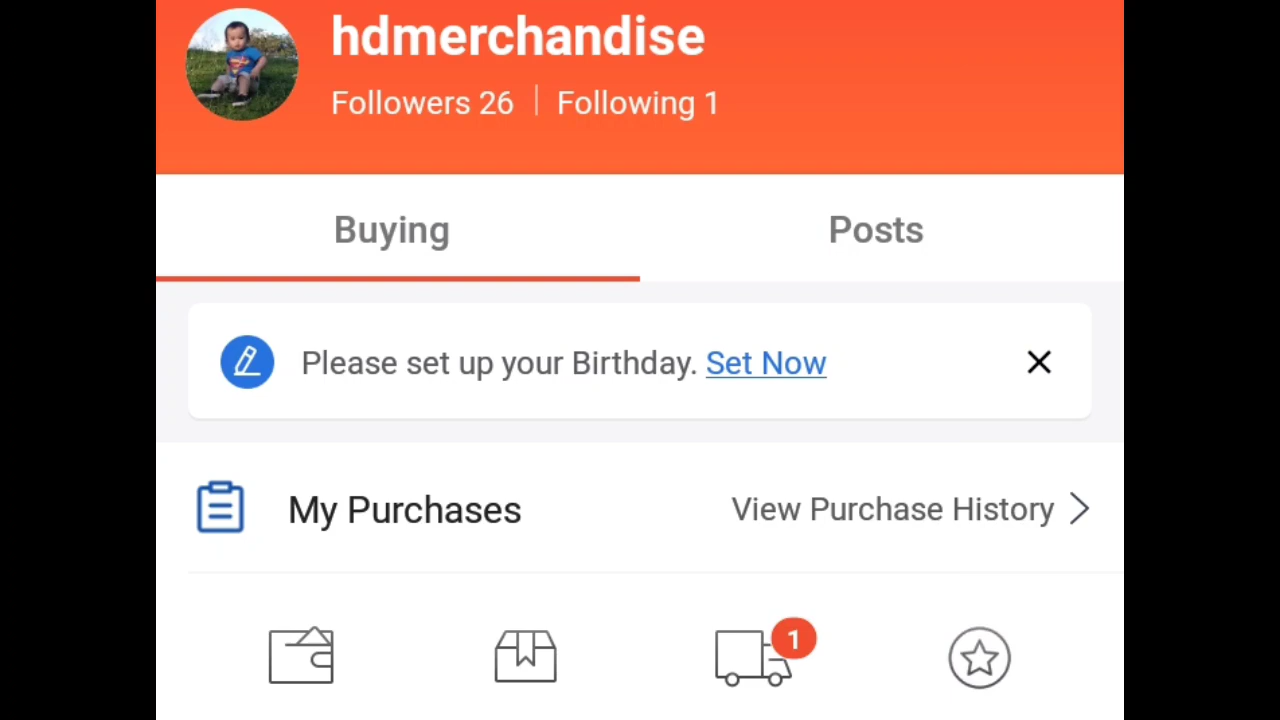 hdmerchandise
Followers 26 Following 1
Buying Posts
Please set up your Birthday. Set Now
My Purchases View Purchase History
1